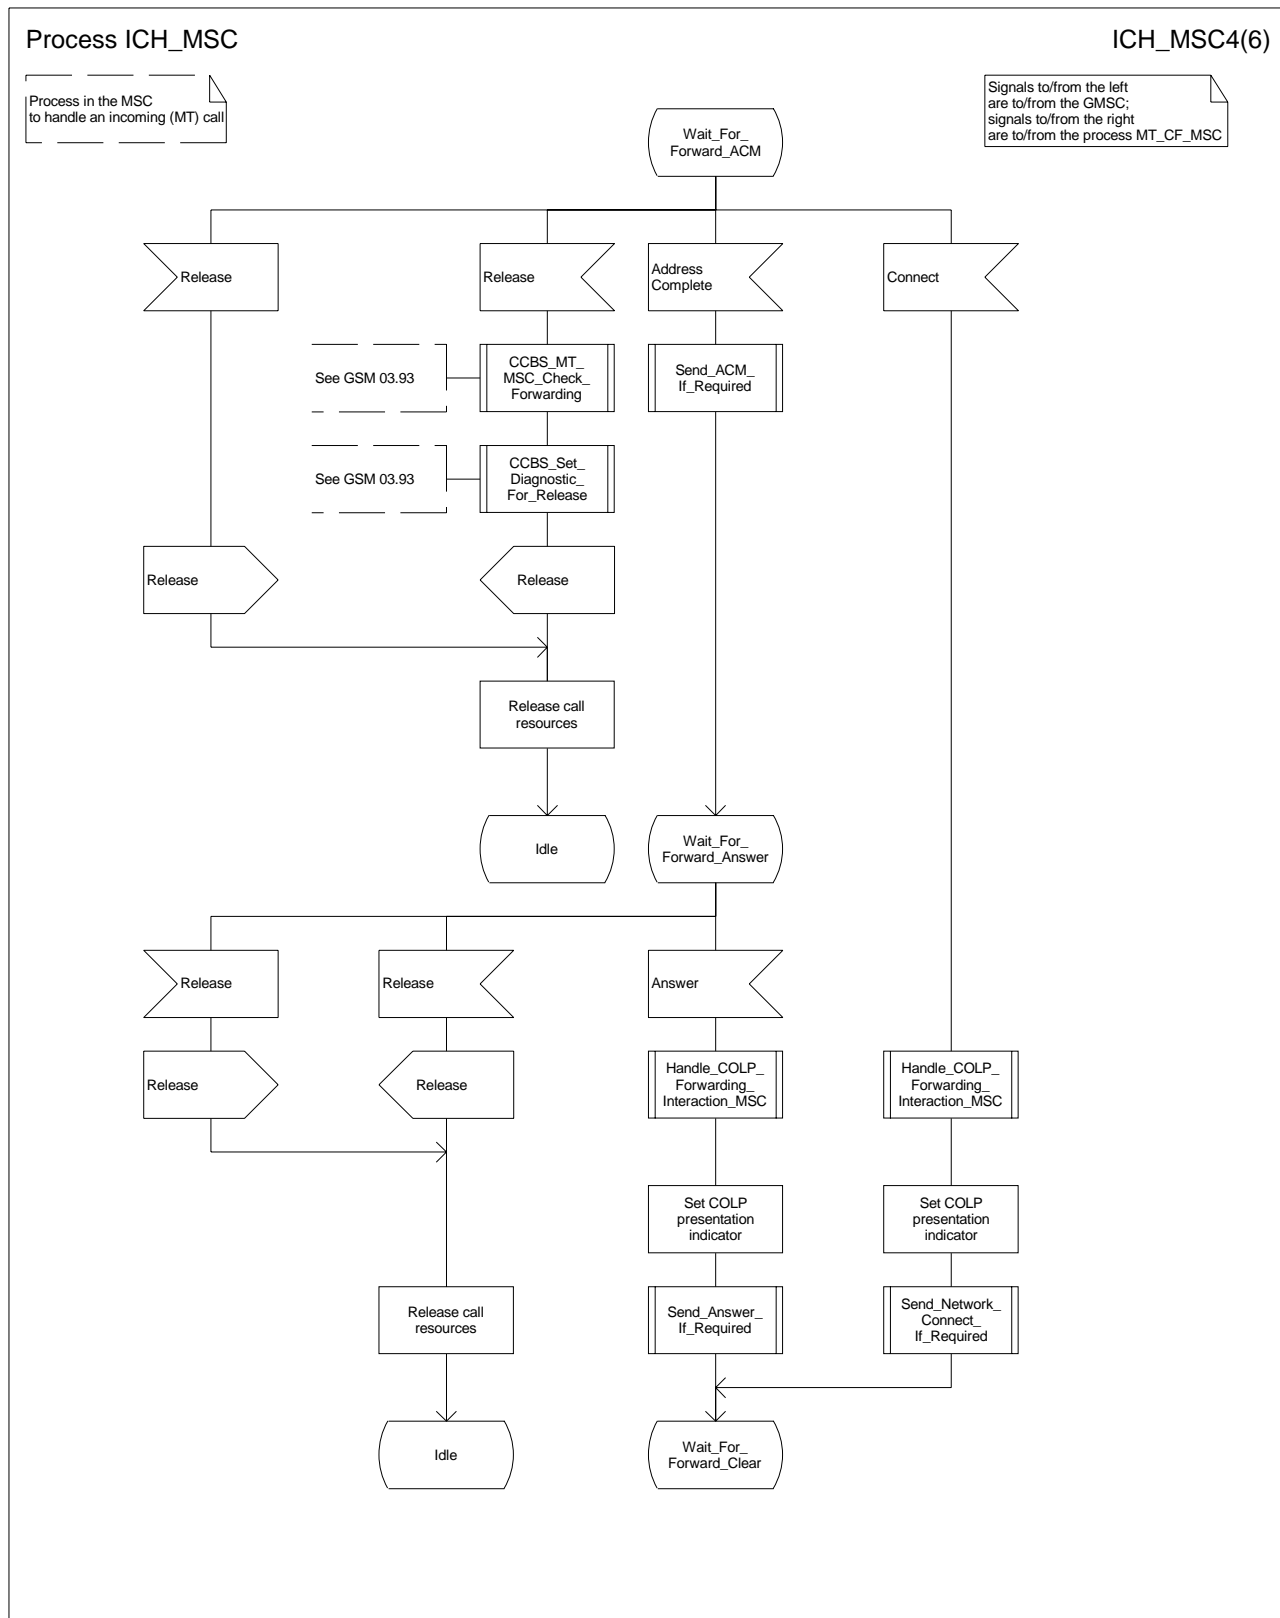 Process ICH_MSC
ICH_MSC4(6)
Process in the MSC
to handle an incoming (MT) call
Signals to/from the left
are to/from the GMSC;
signals to/from the right
are to/from the process MT_CF_MSC
Wait_For_
Forward_ACM
Release
Release
Address
Complete
Connect
See GSM 03.93
CCBS_MT_
MSC_Check_
Forwarding
Send_ACM_
If_Required
See GSM 03.93
CCBS_Set_
Diagnostic_
For_Release
Release
Release
Release call
resources
Idle
Wait_For_
Forward_Answer
Release
Release
Answer
Release
Release
Handle_COLP_
Forwarding_
Interaction_MSC
Handle_COLP_
Forwarding_
Interaction_MSC
Set COLP
presentation
indicator
Set COLP
presentation
indicator
Release call
resources
Send_Answer_
If_Required
Send_Network_
Connect_
If_Required
Idle
Wait_For_
Forward_Clear